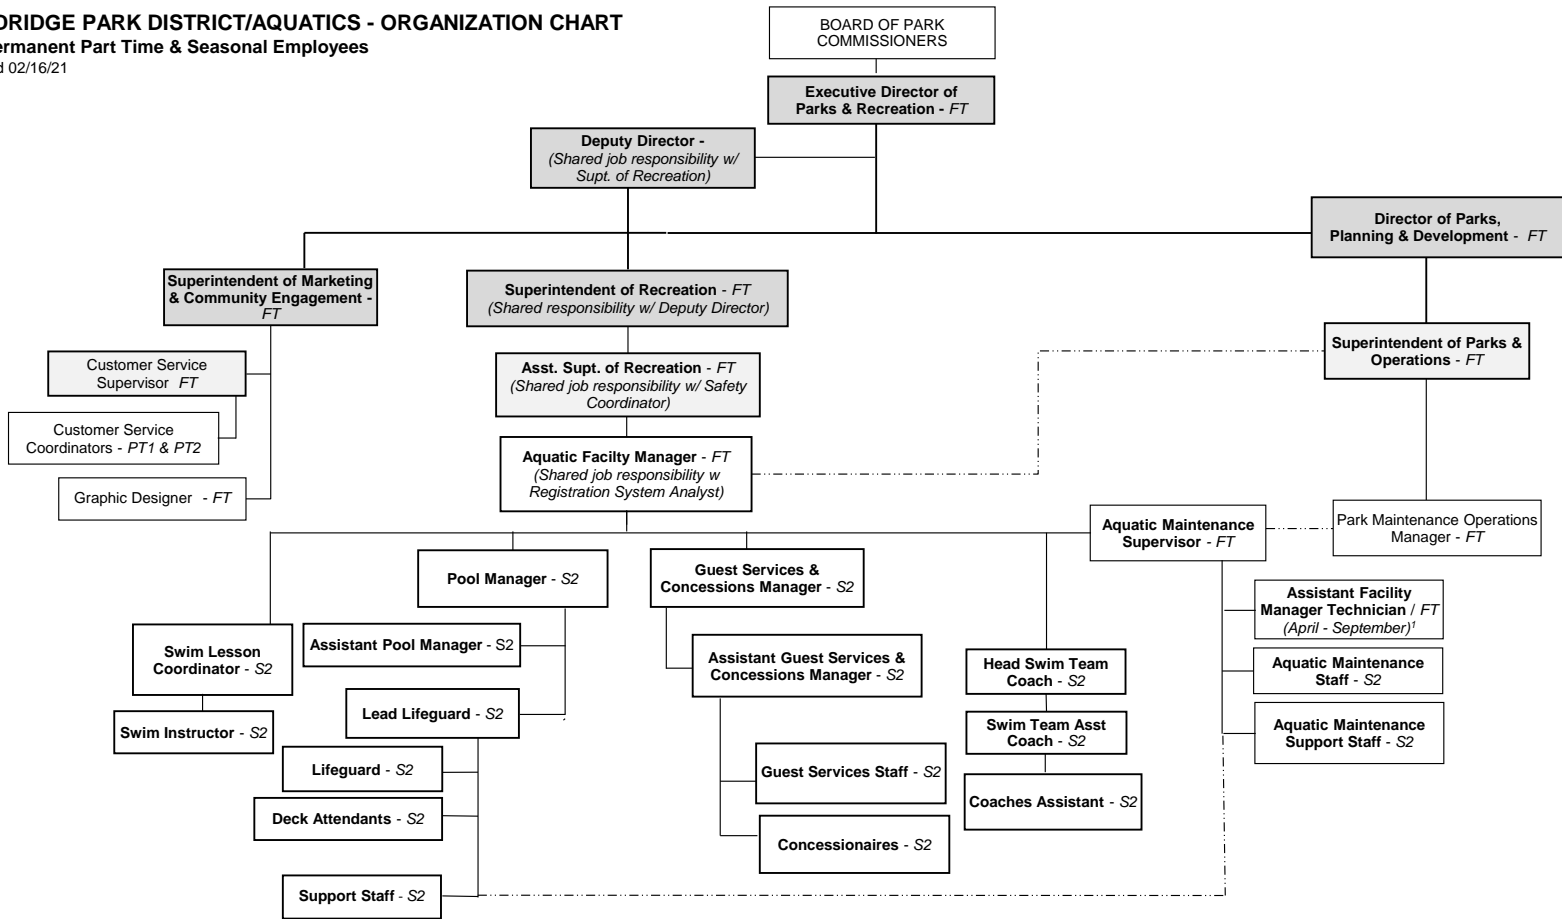 DRIDGE PARK DISTRICT/AQUATICS - ORGANIZATION CHART
ermanent Part Time & Seasonal Employees
d 02/16/21
BOARD OF PARK
COMMISSIONERS
Executive Director of
Parks & Recreation - FT
Deputy Director -
(Shared job responsibility w/
Supt. of Recreation)
Director of Parks,
Planning & Development - FT
Superintendent of Marketing
& Community Engagement -
FT
Superintendent of Recreation - FT
(Shared responsibility w/ Deputy Director)
Superintendent of Parks &
Operations - FT
Customer Service
Supervisor FT
Asst. Supt. of Recreation - FT
(Shared job responsibility w/ Safety
Coordinator)
Customer Service
Coordinators - PT1 & PT2
Aquatic Facilty Manager - FT
(Shared job responsibility w
Registration System Analyst)
Graphic Designer - FT
Aquatic Maintenance
Supervisor - FT
Park Maintenance Operations
Manager - FT
Pool Manager - S2
Guest Services &
Concessions Manager - S2
Assistant Facility
Manager Technician / FT
(April - September)¹
Swim Lesson
Coordinator - S2
Assistant Pool Manager - S2
Assistant Guest Services &
Concessions Manager - S2
Head Swim Team
Coach - S2
Aquatic Maintenance
Staff - S2
Swim Instructor - S2
Lead Lifeguard - S2
Swim Team Asst
Coach - S2
Aquatic Maintenance
Support Staff - S2
Lifeguard - S2
Guest Services Staff - S2
Coaches Assistant - S2
Deck Attendants - S2
Concessionaires - S2
Support Staff - S2